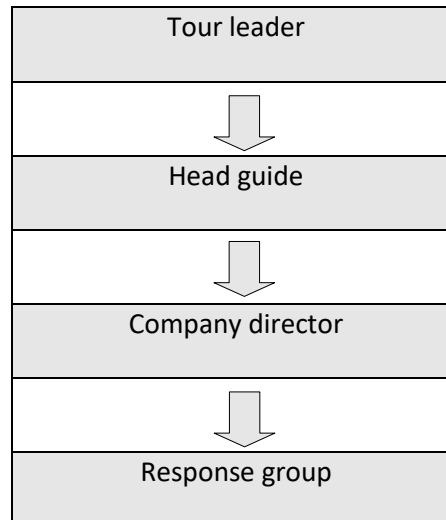 Tour leader
Head guide
Company director
Response group